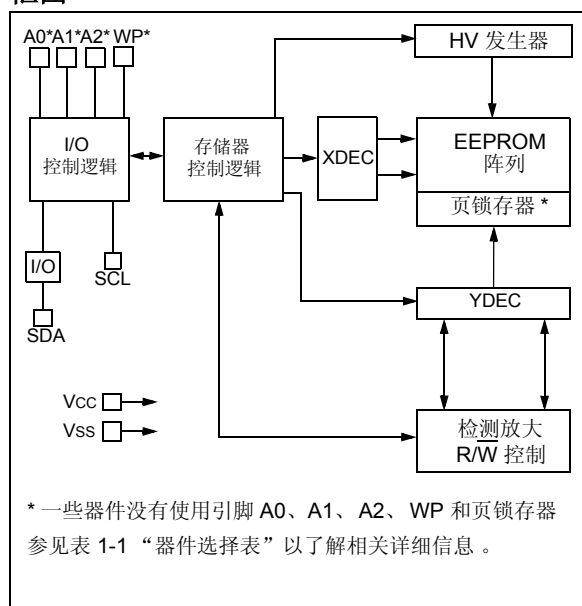 A0*A1*A2* WP*
HV 发生器
I/O
控制逻辑
存储器
控制逻辑
XDEC
EEPROM
阵列
页锁存器 *
I/O
SCL
SDA
YDEC
Vcc
Vss
检测放大
R/W 控制
* 一些器件没有使用引脚 A0、A1、 A2、 WP 和页锁存器
参见表 1-1 “器件选择表”以了解相关详细信息 。